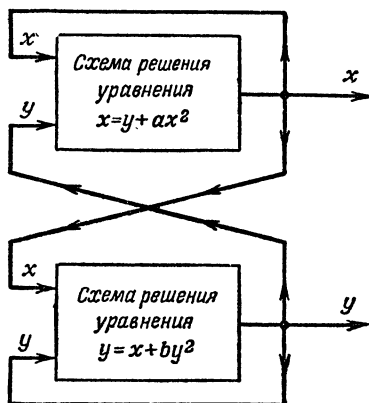 x
y
Схема решения
уравнения
x=y+ax²
x
x
y
Схема решения
уравнения
y=x+by²
y